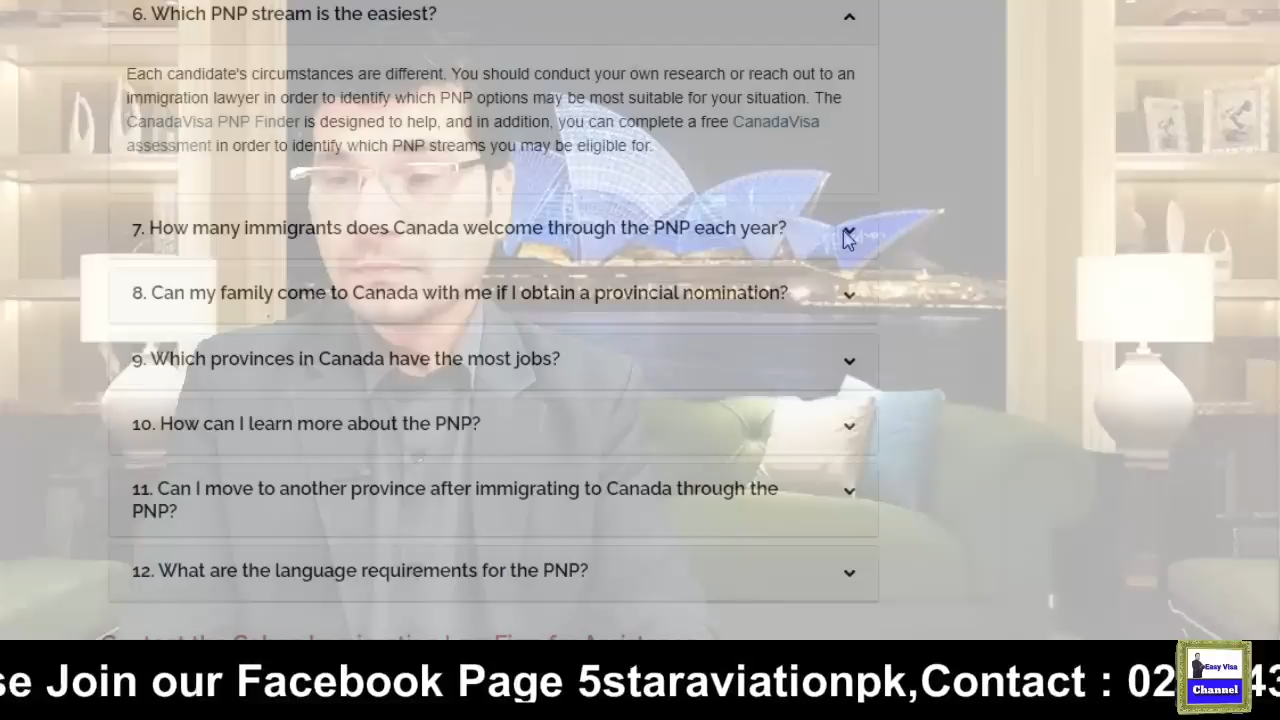 6. Which PNP stream is the easiest?
Each candidate's circumstances are different. You should conduct your own research or reach out to an
immigration lawyer in order to identify which PNP options may be most suitable for your situation. The
CanadaVisa PNP Finder is designed to help, and in addition, you can complete a free CanadaVisa
assessment in order to identify which PNP streams you may be eligible for.
7. How many immigrants does Canada welcome through the PNP each year?
8. Can my family come to Canada with me if I obtain a provincial nomination?
9. Which provinces in Canada have the most jobs?
10. How can I learn more about the PNP?
11. Can I move to another province after immigrating to Canada through the
PNP?
12. What are the language requirements for the PNP?
se Join our Facebook Page 5staraviationpk,Contact : 02
Easy Visa
Channel